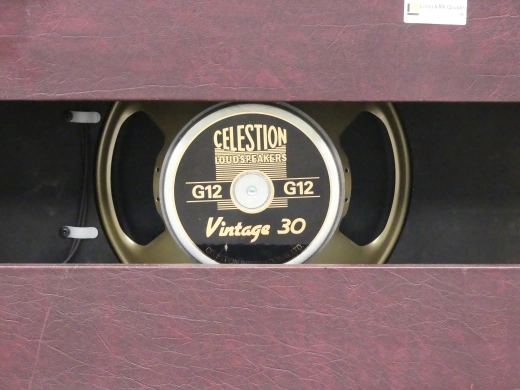 CELESTION
LOUDSPEAKERS
G12 G12
Vintage 30